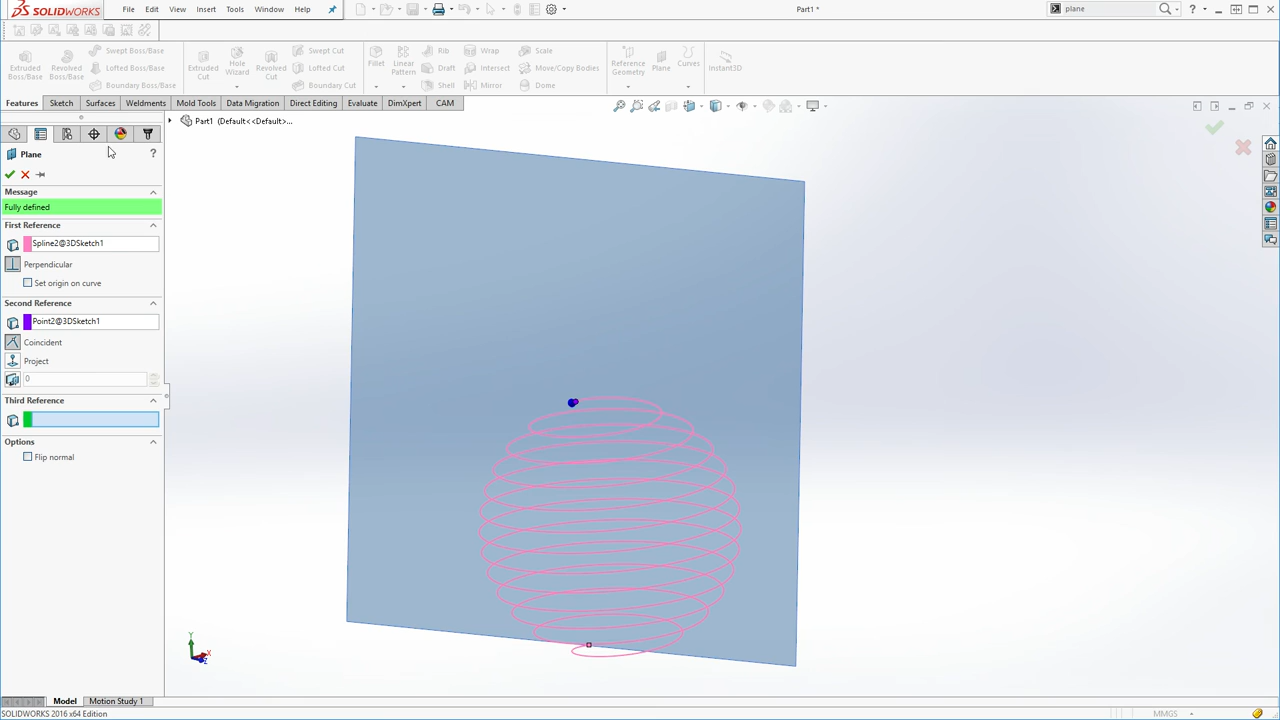 SOLIDWORKS File Edit View Insert Tools Window Help Part1 * plane
Extruded Boss/Base Revolved Boss/Base Swept Boss/Base Lofted Boss/Base Boundary Boss/Base Extruded Cut Hole Wizard Revolved Cut Swept Cut Lofted Cut Boundary Cut Fillet Linear Pattern Rib Draft Shell Wrap Intersect Mirror Scale Move/Copy Bodies Dome Reference Geometry Plane Curves Instant3D
Features Sketch Surfaces Weldments Mold Tools Data Migration Direct Editing Evaluate DimXpert CAM
Part1 (Default<<Default>...
Plane ?
Message
Fully defined
First Reference
Spline2@3DSketch1
Perpendicular
Set origin on curve
Second Reference
Point2@3DSketch1
Coincident
Project
0
Third Reference
Options
Flip normal
Y
X
Z
Model Motion Study 1
SOLIDWORKS 2016 x64 Edition MMGS